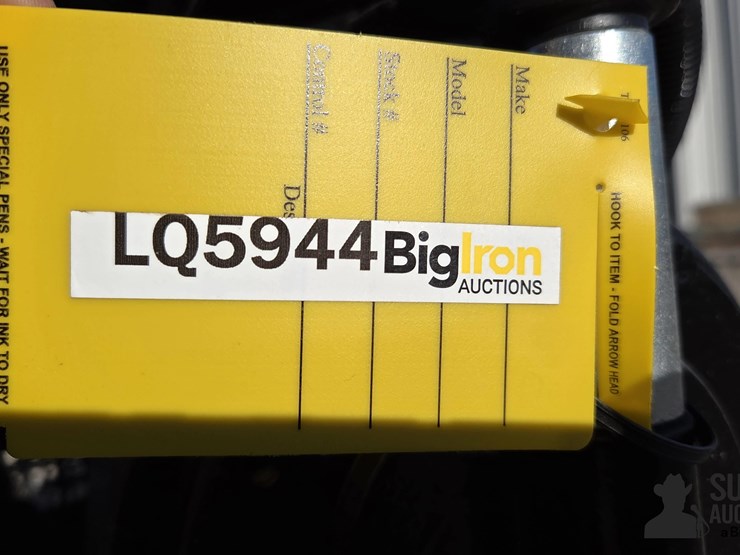 LQ5944 BigIron
AUCTIONS
Make
Model
Stock #
Control #
HOOK TO ITEM - FOLD ARROW HEAD
USE ONLY SPECIAL PENS - WAIT FOR INK TO DRY